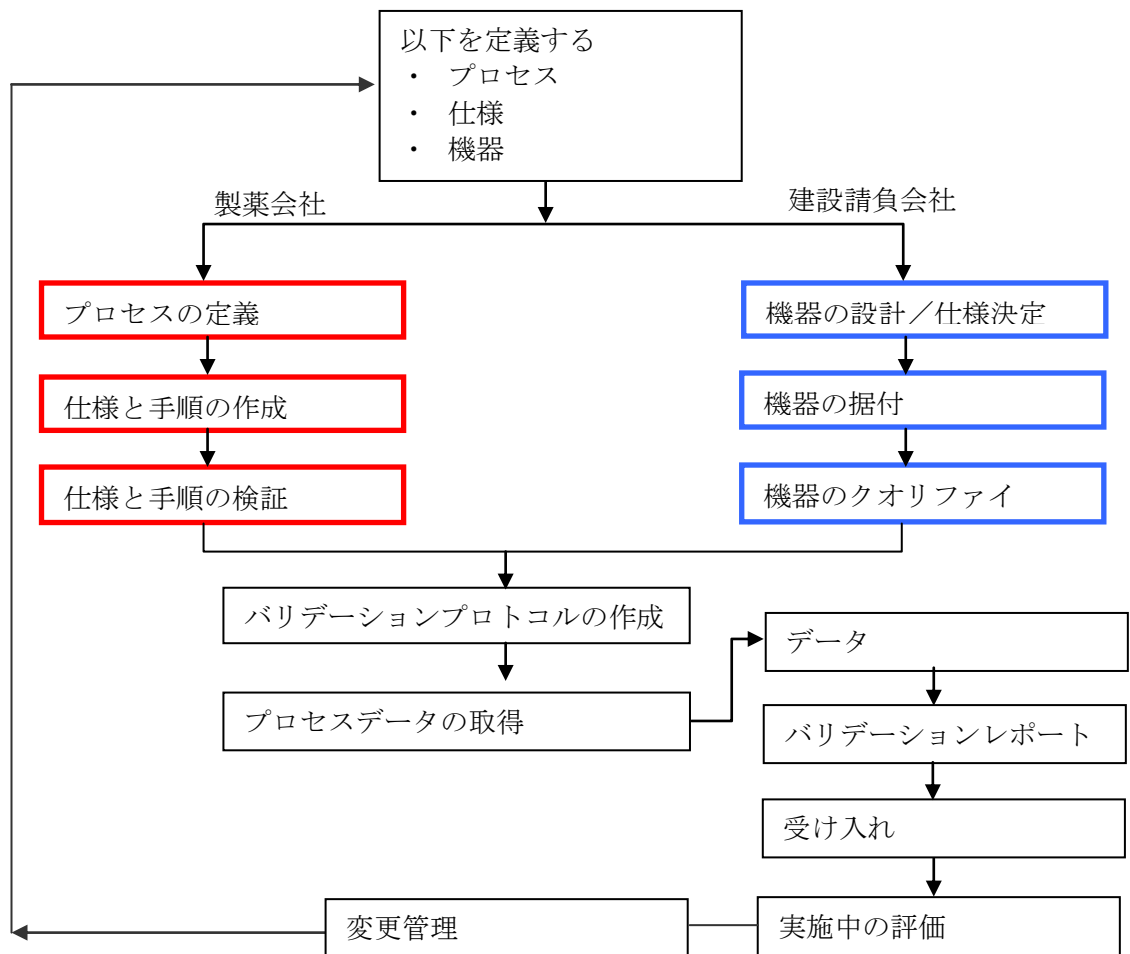 以下を定義する
・ プロセス
・ 仕様
・ 機器
製薬会社
建設請負会社
プロセスの定義
機器の設計／仕様決定
仕様と手順の作成
機器の据付
仕様と手順の検証
機器のクオリファイ
バリデーションプロトコルの作成
データ
プロセスデータの取得
バリデーションレポート
受け入れ
変更管理
実施中の評価